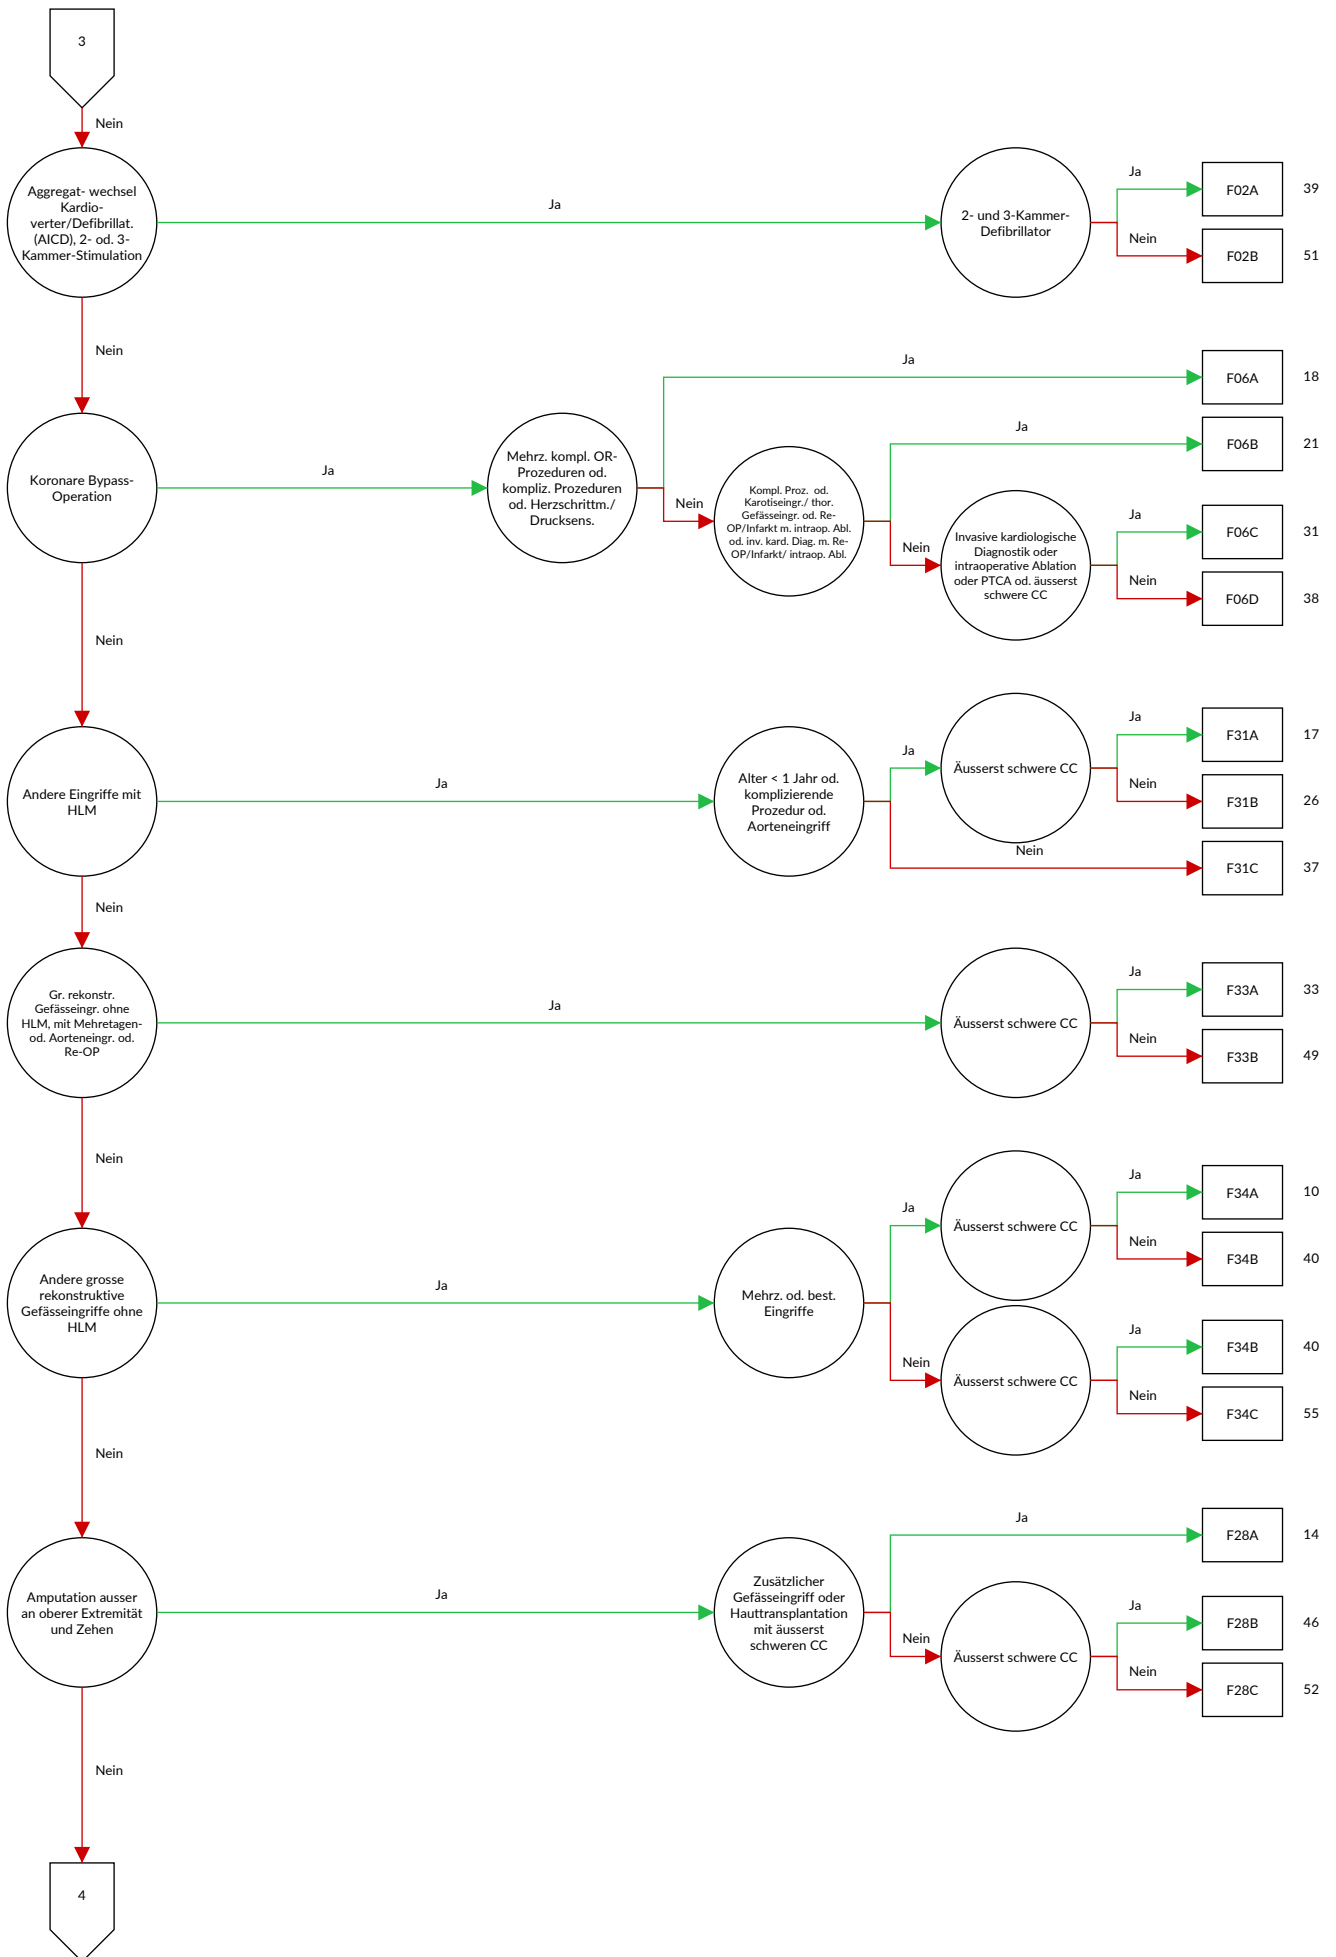 3
Nein
Aggregat- wechsel
Kardio-
verter/Defibrillat.
(AICD), 2- od. 3-
Kammer-Stimulation
Ja
2- und 3-Kammer-
Defibrillator
Ja
F02A
39
Nein
F02B
51
Nein
Koronare Bypass-
Operation
Ja
Mehrz. kompl. OR-
Prozeduren od.
kompliz. Prozeduren
od. Herzschrittm./
Drucksens.
Ja
F06A
18
Nein
Kompl. Proz. od.
Karotiseingr./ thor.
Gefässeingr. od. Re-
OP/Infarkt m. intraop. Abl.
od. inv. kard. Diag. m. Re-
OP/Infarkt/ intraop. Abl.
Ja
F06B
21
Nein
Invasive kardiologische
Diagnostik oder
intraoperative Ablation
oder PTCA od. äusserst
schwere CC
Ja
F06C
31
Nein
F06D
38
Nein
Andere Eingriffe mit
HLM
Ja
Alter < 1 Jahr od.
komplizierende
Prozedur od.
Aorteneingriff
Ja
Äusserst schwere CC
Ja
F31A
17
Nein
F31B
26
Nein
F31C
37
Nein
Gr. rekonstr.
Gefässeingr. ohne
HLM, mit Mehretagen-
od. Aorteneingr. od.
Re-OP
Ja
Äusserst schwere CC
Ja
F33A
33
Nein
F33B
49
Nein
Andere grosse
rekonstruktive
Gefässeingriffe ohne
HLM
Ja
Mehrz. od. best.
Eingriffe
Ja
Äusserst schwere CC
Ja
F34A
10
Nein
F34B
40
Nein
Äusserst schwere CC
Ja
F34B
40
Nein
F34C
55
Nein
Amputation ausser
an oberer Extremität
und Zehen
Ja
Zusätzlicher
Gefässeingriff oder
Hauttransplantation
mit äusserst
schweren CC
Ja
F28A
14
Nein
Äusserst schwere CC
Ja
F28B
46
Nein
F28C
52
Nein
4